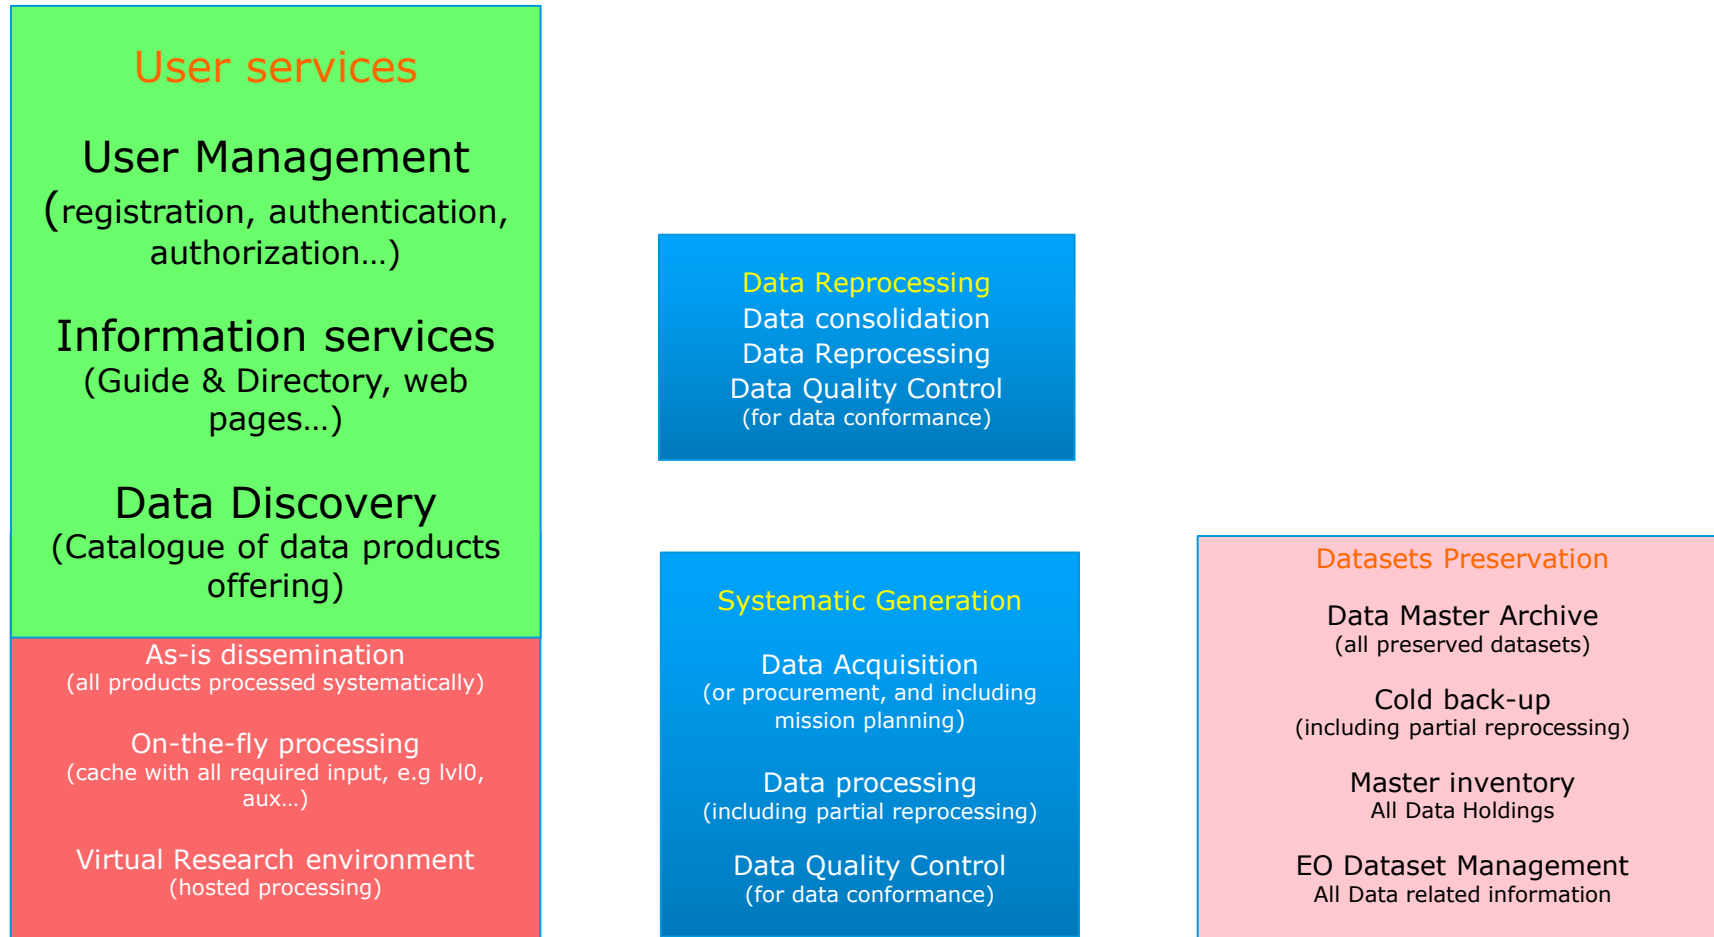 User services
User Management
(registration, authentication,
authorization…)
Information services
(Guide & Directory, web
pages…)
Data Discovery
(Catalogue of data products
offering)
As-is dissemination
(all products processed systematically)
On-the-fly processing
(cache with all required input, e.g lvl0,
aux…)
Virtual Research environment
(hosted processing)
Data Reprocessing
Data consolidation
Data Reprocessing
Data Quality Control
(for data conformance)
Systematic Generation
Data Acquisition
(or procurement, and including
mission planning)
Data processing
(including partial reprocessing)
Data Quality Control
(for data conformance)
Datasets Preservation
Data Master Archive
(all preserved datasets)
Cold back-up
(including partial reprocessing)
Master inventory
All Data Holdings
EO Dataset Management
All Data related information